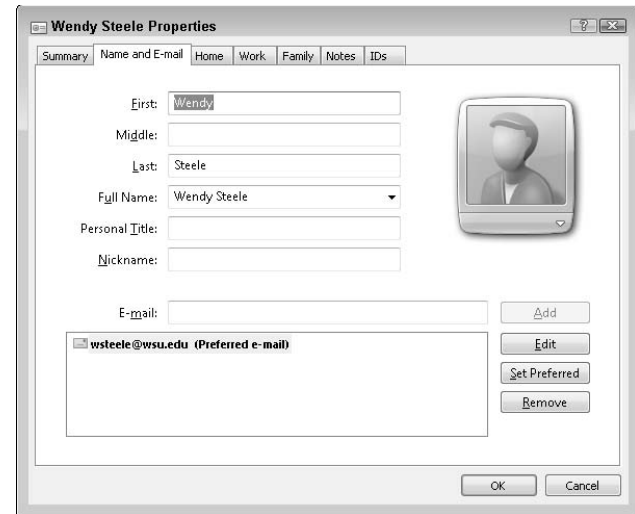 Wendy Steele Properties
Summary Name and E-mail Home Work Family Notes IDs
First: Wendy
Middle:
Last: Steele
Full Name: Wendy Steele
Personal Title:
Nickname:
E-mail: Add
wsteele@wsu.edu (Preferred e-mail) Edit
Set Preferred
Remove
OK Cancel